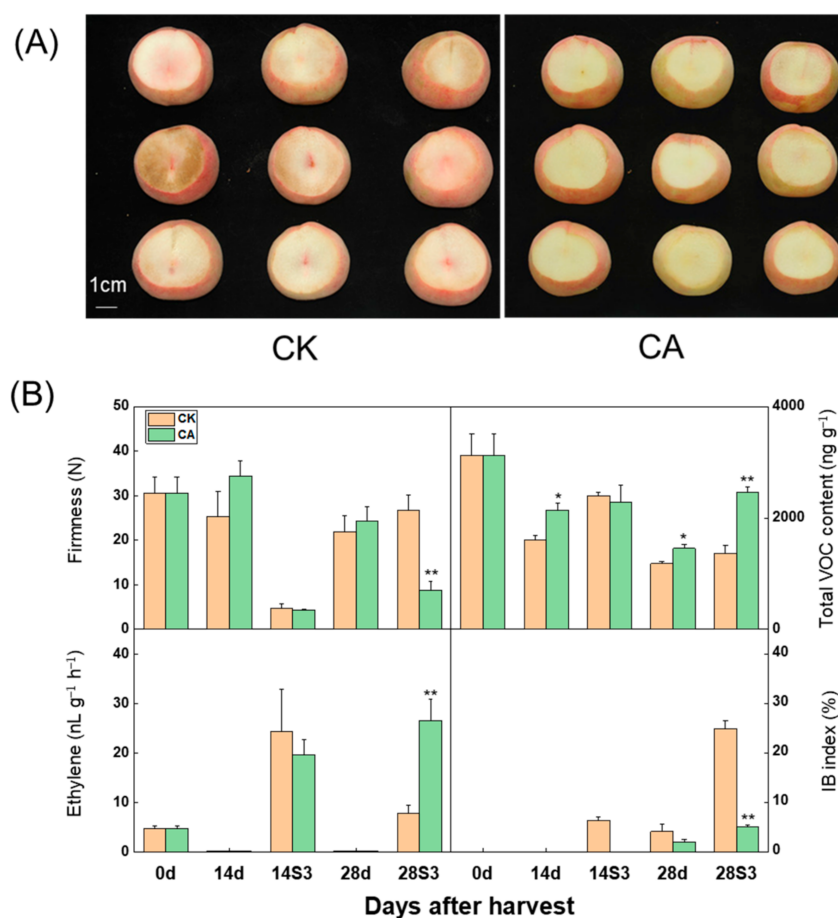 (A)
1cm
CK CA
(B)
50 4000
CK
CA
40
**
30 *
Firmness (N) 2000 Total VOC content (ng g⁻¹)
20 *
10 **
0 0
40 40
**
30 30
Ethylene (nL g⁻¹ h⁻¹) IB index (%)
20 20
10 10
**
0 0
0d 14d 14S3 28d 28S3 0d 14d 14S3 28d 28S3
Days after harvest